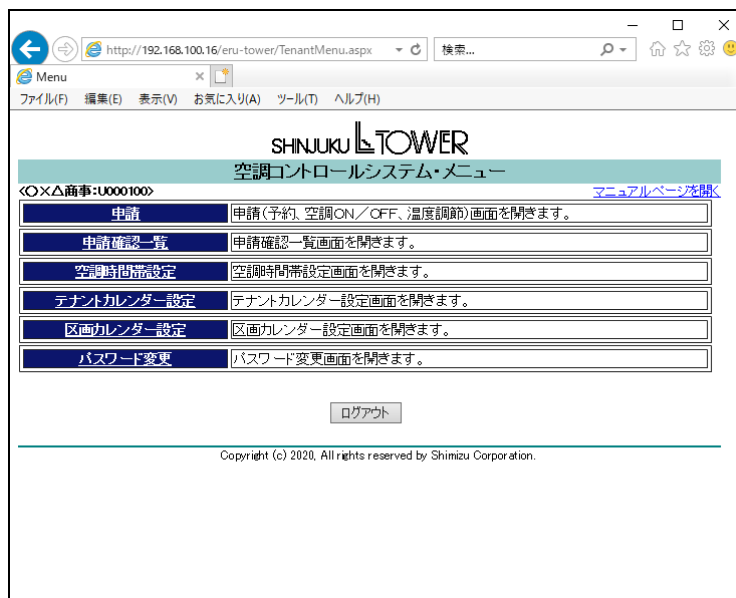 http://192.168.100.16/eru-tower/TenantMenu.aspx
検索...
Menu
ファイル(F) 編集(E) 表示(V) お気に入り(A) ツール(T) ヘルプ(H)
SHINJUKU L TOWER
空調コントロールシステム・メニュー
<○×△商事:U000100> マニュアルページを開く
申請 申請(予約、空調ON/OFF、温度調節)画面を開きます。
申請確認一覧 申請確認一覧画面を開きます。
空調時間帯設定 空調時間帯設定画面を開きます。
テナントカレンダー設定 テナントカレンダー設定画面を開きます。
区画カレンダー設定 区画カレンダー設定画面を開きます。
パスワード変更 パスワード変更画面を開きます。
ログアウト
Copyright (c) 2020, All rights reserved by Shimizu Corporation.